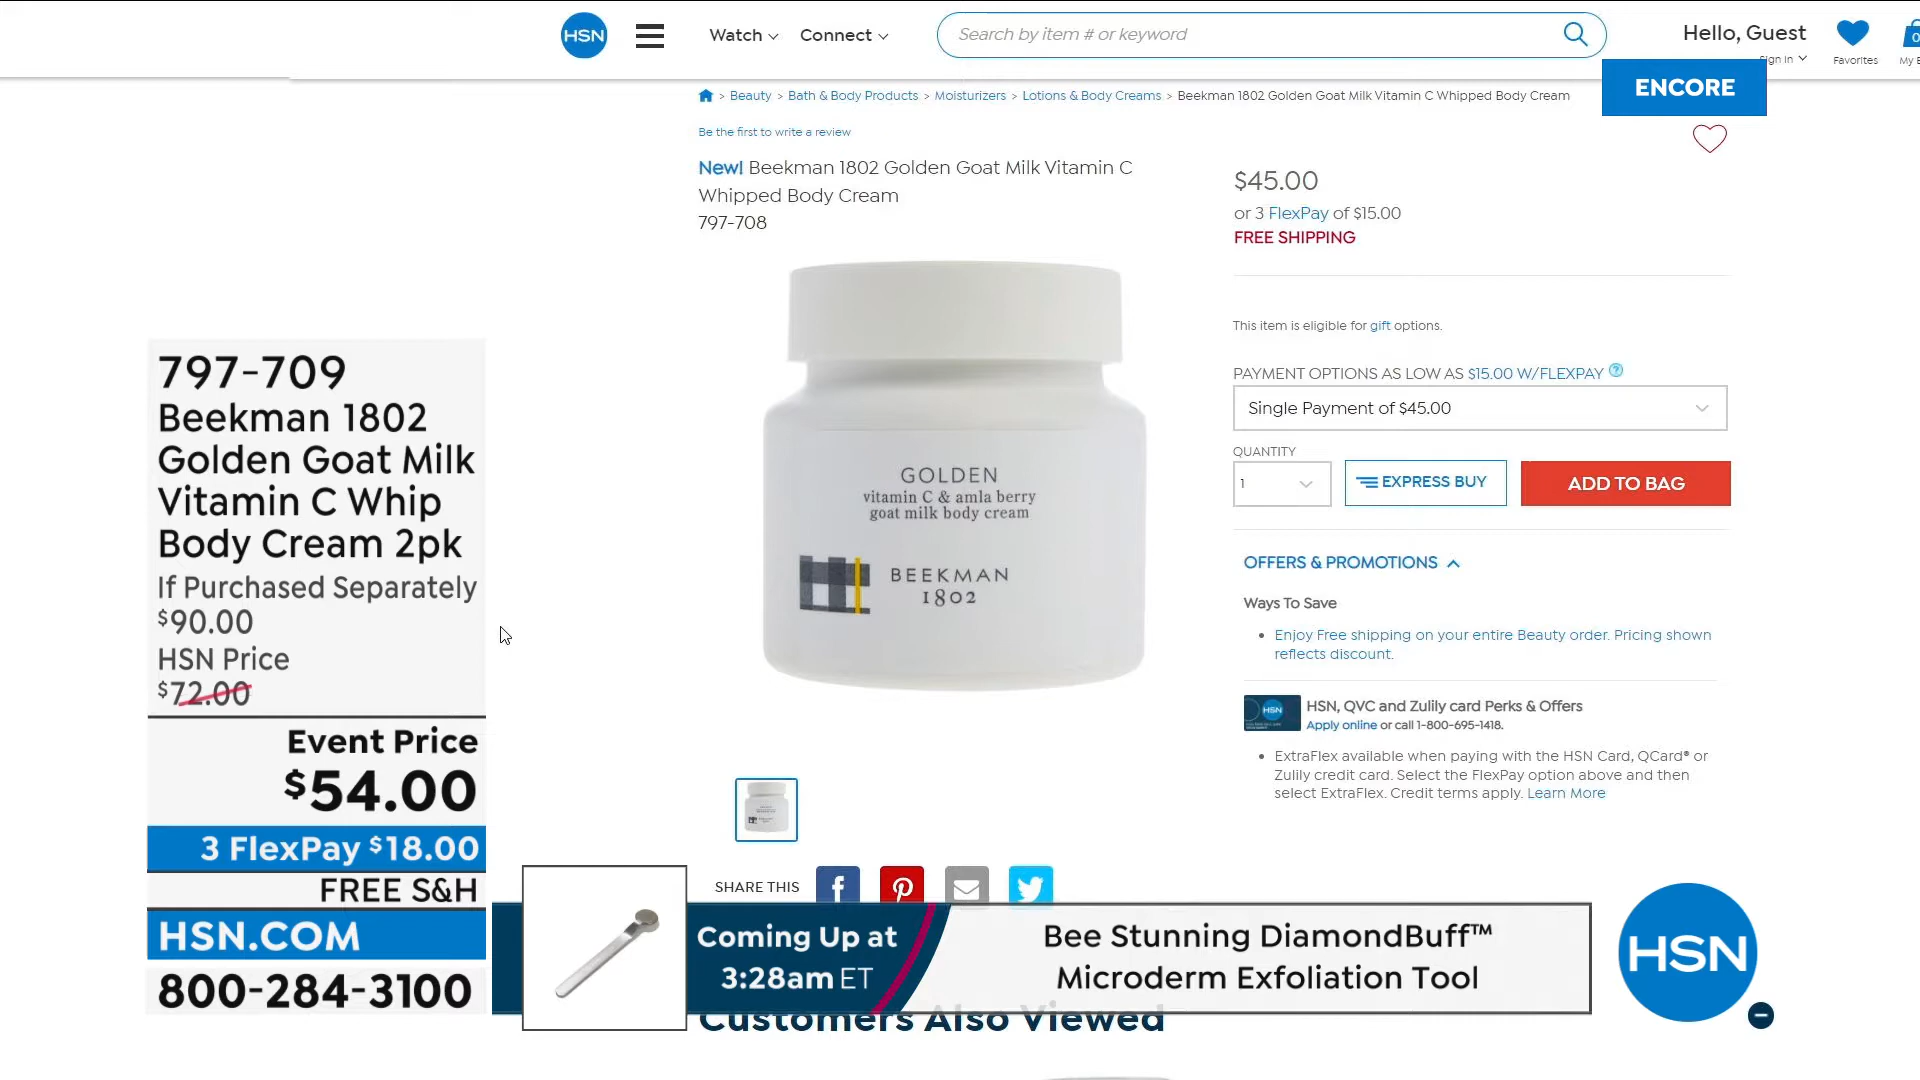 HSN
Watch
Connect
Search by item # or keyword
Hello, Guest
Sign In
Favorites
0
ENCORE
> Beauty > Bath & Body Products > Moisturizers > Lotions & Body Creams > Beekman 1802 Golden Goat Milk Vitamin C Whipped Body Cream
Be the first to write a review
New! Beekman 1802 Golden Goat Milk Vitamin C
Whipped Body Cream
797-708
GOLDEN
vitamin C & amla berry
goat milk body cream
BEEKMAN
1802
SHARE THIS
$45.00
or 3 FlexPay of $15.00
FREE SHIPPING
This item is eligible for gift options.
PAYMENT OPTIONS AS LOW AS $15.00 W/FLEXPAY ?
Single Payment of $45.00
QUANTITY
1
EXPRESS BUY
ADD TO BAG
OFFERS & PROMOTIONS
Ways To Save
• Enjoy Free shipping on your entire Beauty order. Pricing shown
reflects discount.
HSN
HSN, QVC and Zulily card Perks & Offers
Apply online or call 1-800-695-1418.
• ExtraFlex available when paying with the HSN Card, QCard® or
Zulily credit card. Select the FlexPay option above and then
select ExtraFlex. Credit terms apply. Learn More
797-709
Beekman 1802
Golden Goat Milk
Vitamin C Whip
Body Cream 2pk
If Purchased Separately
$90.00
HSN Price
$72.00
Event Price
$54.00
3 FlexPay $18.00
FREE S&H
HSN.COM
800-284-3100
Coming Up at
3:28am ET
Bee Stunning DiamondBuff™
Microderm Exfoliation Tool
HSN
Customers Also Viewed